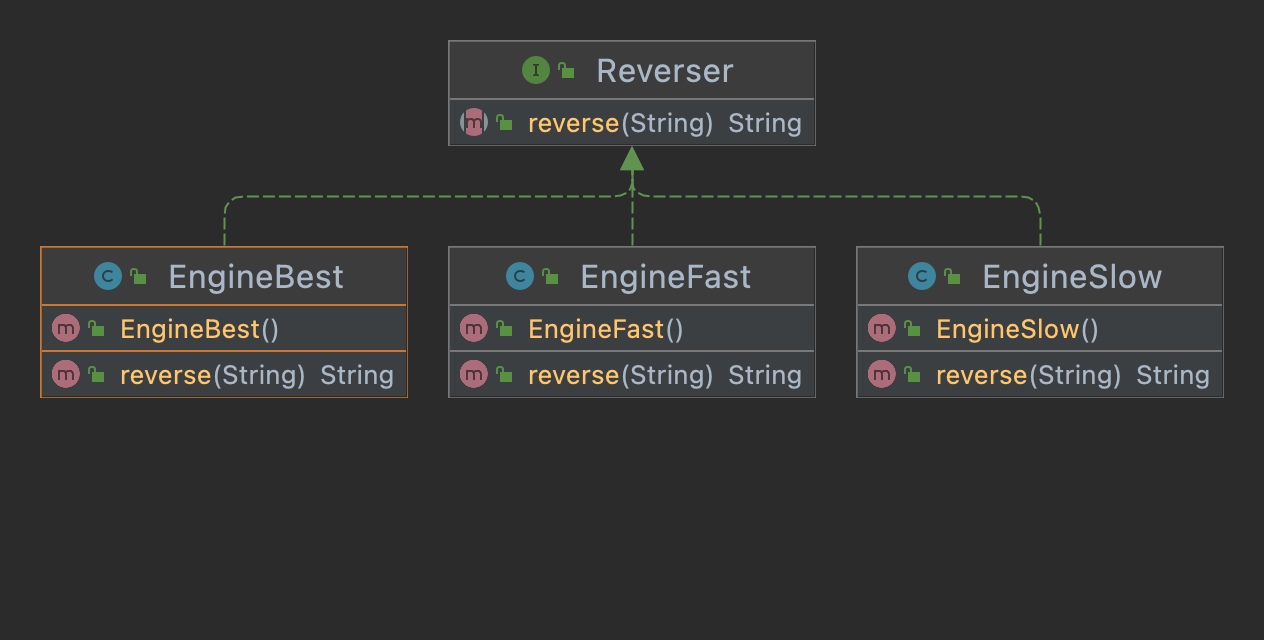 I Reverser
m reverse(String) String
C EngineBest
m EngineBest()
m reverse(String) String
C EngineFast
m EngineFast()
m reverse(String) String
C EngineSlow
m EngineSlow()
m reverse(String) String